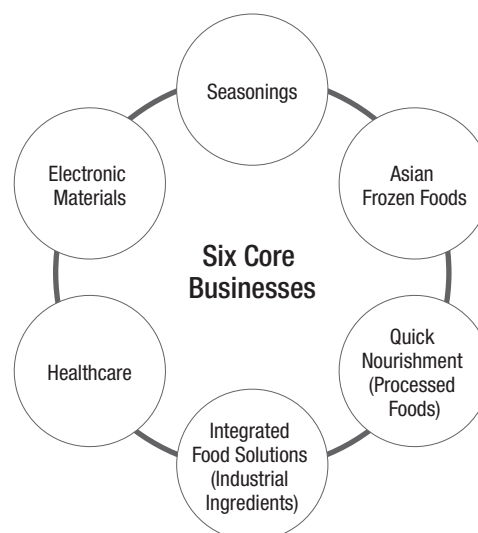 Seasonings
Asian
Frozen Foods
Quick
Nourishment
(Processed
Foods)
Integrated
Food Solutions
(Industrial
Ingredients)
Healthcare
Electronic
Materials
Six Core
Businesses